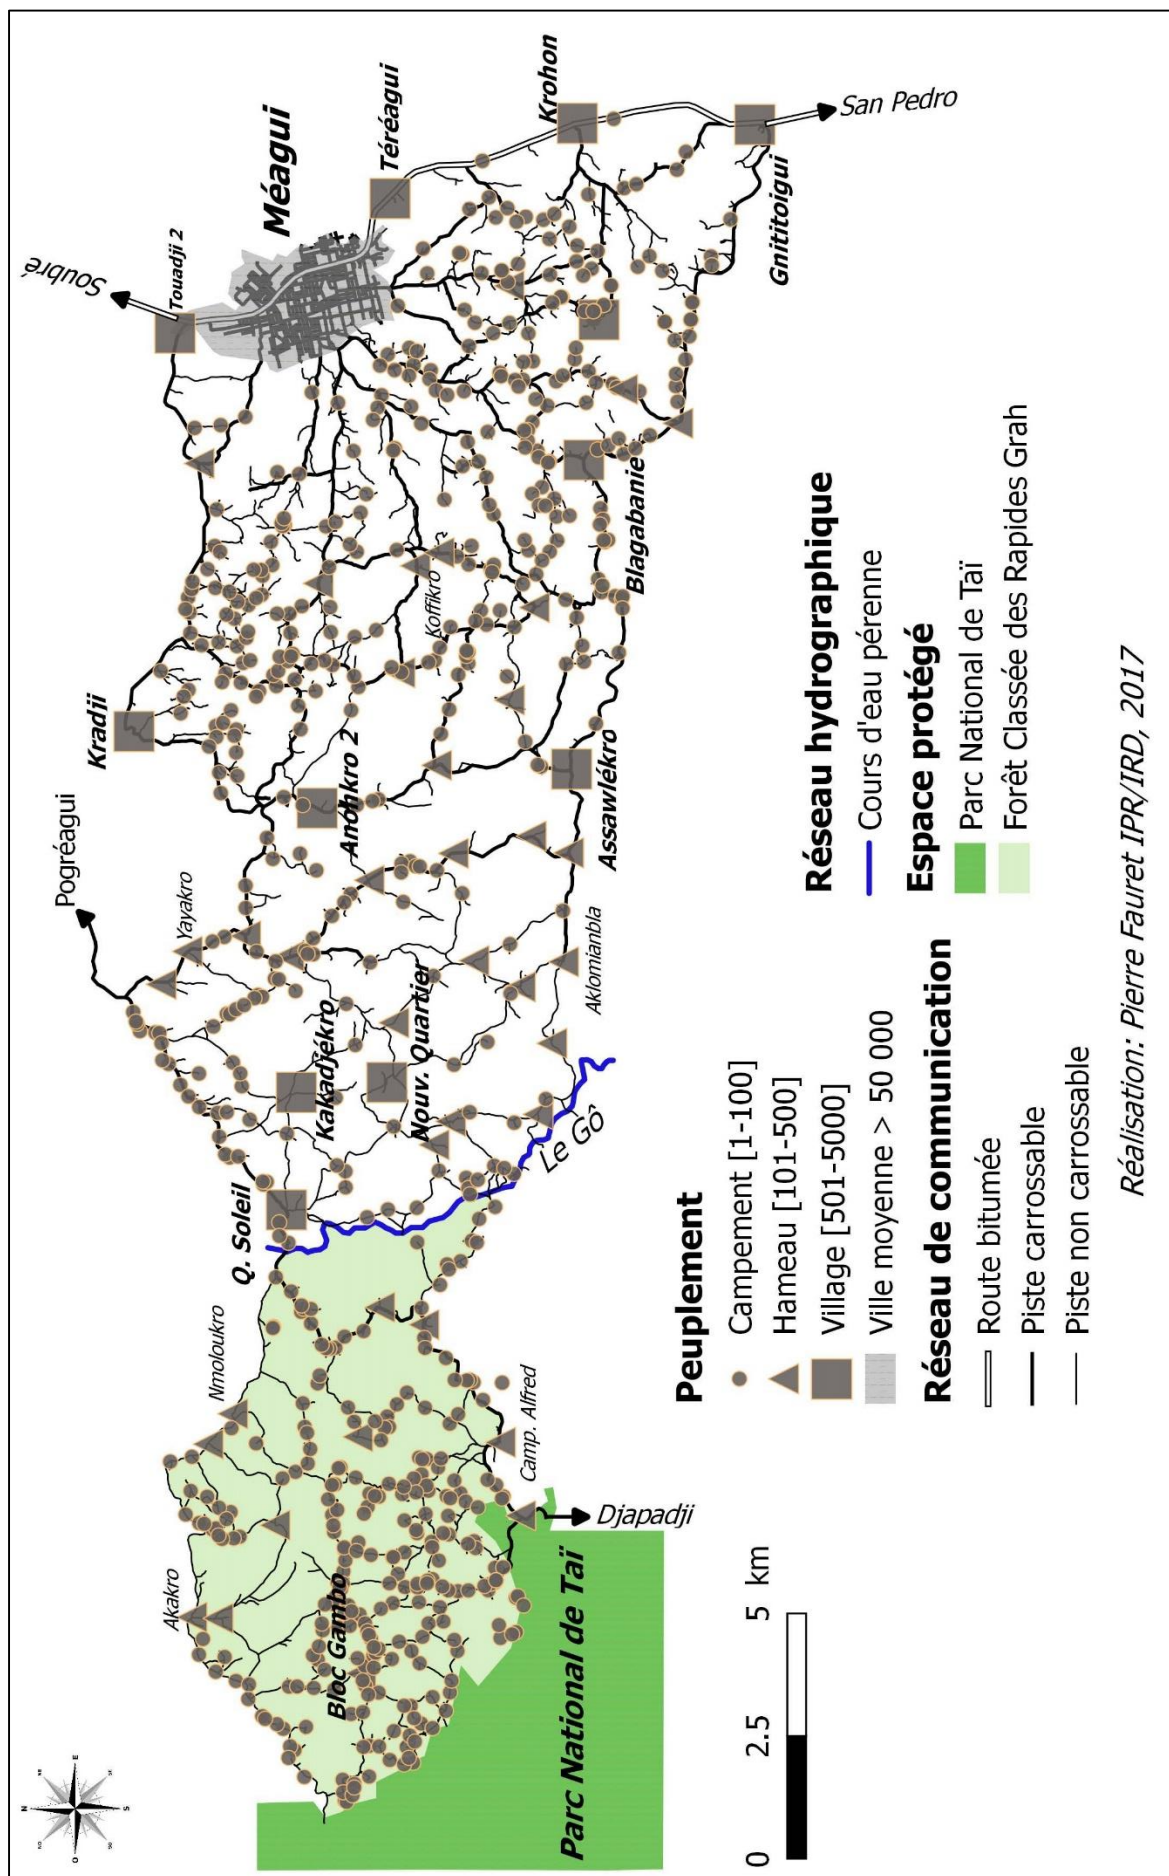 N
NE
E
SE
S
SO
O
NO
Soubré
Touadji 2
Méagui
Téréagui
Krohon
San Pedro
Gnititoigui
Kradji
Pogréagui
Yayakro
Anohkro 2
Koffikro
Blagabanie
Assawlékro
Aklomianbla
Kakadjékro
Nouv. Quartier
Q. Soleil
Le Gô
Nmoloukro
Akakro
Bloc Gambo
Camp. Alfred
Djapadji
Parc National de Taï
0 2.5 5 km
Peuplement
Campement [1-100]
Hameau [101-500]
Village [501-5000]
Ville moyenne > 50 000
Réseau de communication
Route bitumée
Piste carrossable
Piste non carrossable
Réseau hydrographique
Cours d'eau pérenne
Espace protégé
Parc National de Taï
Forêt Classée des Rapides Grah
Réalisation: Pierre Fauret IPR/IRD, 2017